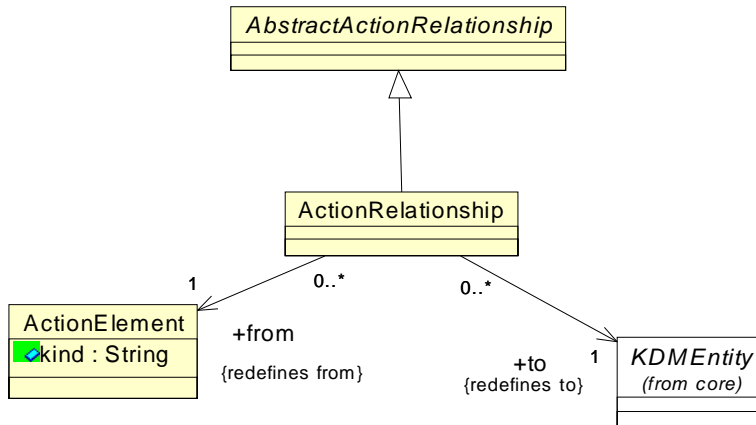 AbstractActionRelationship
ActionRelationship
1
0..*
0..*
ActionElement
kind : String
+from
{redefines from}
+to
{redefines to}
1
KDMEntity
(from core)